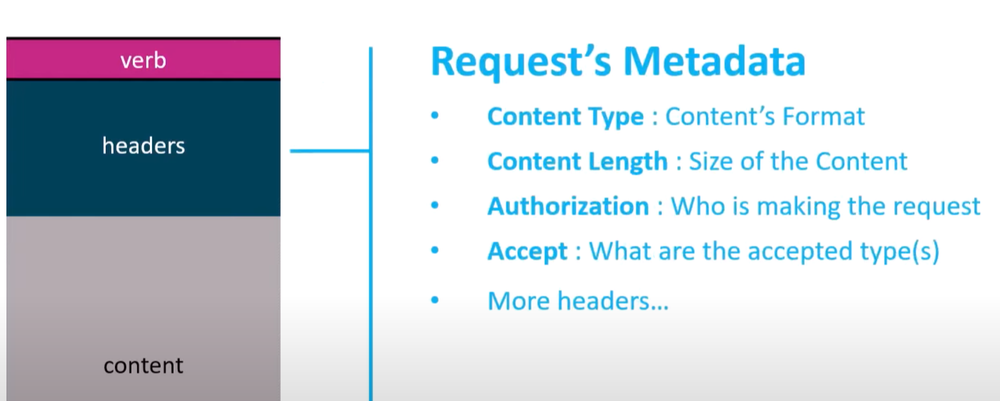 verb
headers
content
Request’s Metadata
• Content Type : Content’s Format
• Content Length : Size of the Content
• Authorization : Who is making the request
• Accept : What are the accepted type(s)
• More headers...